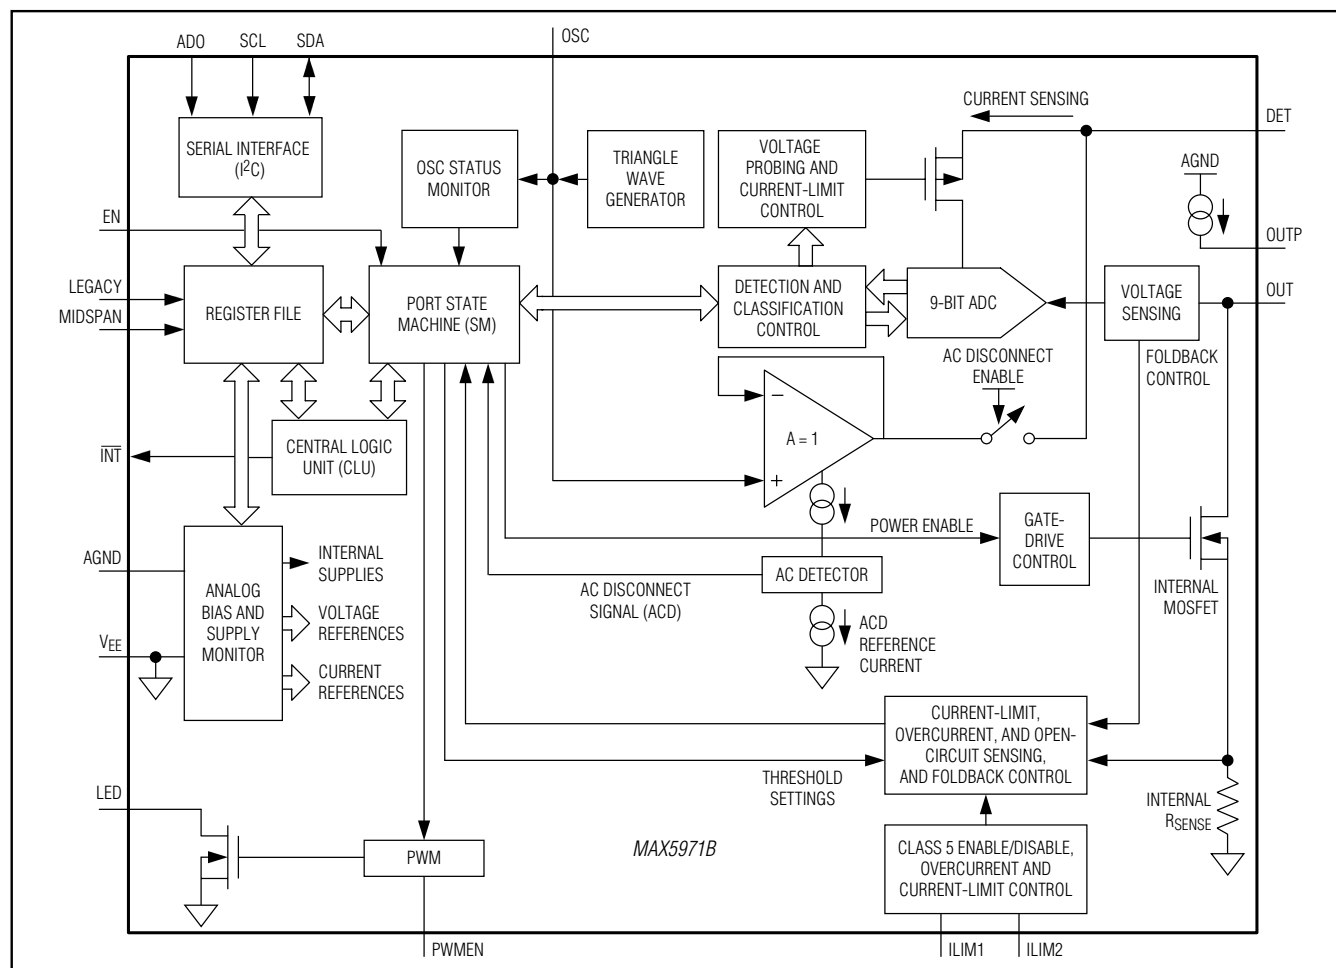 OSC
ADO
SCL
SDA
CURRENT SENSING
DET
SERIAL INTERFACE
(I²C)
OSC STATUS
MONITOR
TRIANGLE
WAVE
GENERATOR
VOLTAGE
PROBING AND
CURRENT-LIMIT
CONTROL
AGND
EN
OUTP
LEGACY
MIDSPAN
REGISTER FILE
PORT STATE
MACHINE (SM)
DETECTION AND
CLASSIFICATION
CONTROL
9-BIT ADC
VOLTAGE
SENSING
OUT
FOLDBACK
CONTROL
AC DISCONNECT
ENABLE
−
A = 1
+
INT
CENTRAL LOGIC
UNIT (CLU)
POWER ENABLE
GATE-
DRIVE
CONTROL
AGND
ANALOG
BIAS AND
SUPPLY
MONITOR
INTERNAL
SUPPLIES
VOLTAGE
REFERENCES
CURRENT
REFERENCES
AC DISCONNECT
SIGNAL (ACD)
AC DETECTOR
INTERNAL
MOSFET
VEE
ACD
REFERENCE
CURRENT
CURRENT-LIMIT,
OVERCURRENT, AND OPEN-
CIRCUIT SENSING,
AND FOLDBACK CONTROL
THRESHOLD
SETTINGS
INTERNAL
RSENSE
LED
PWM
MAX5971B
CLASS 5 ENABLE/DISABLE,
OVERCURRENT AND
CURRENT-LIMIT CONTROL
PWMEN
ILIM1
ILIM2